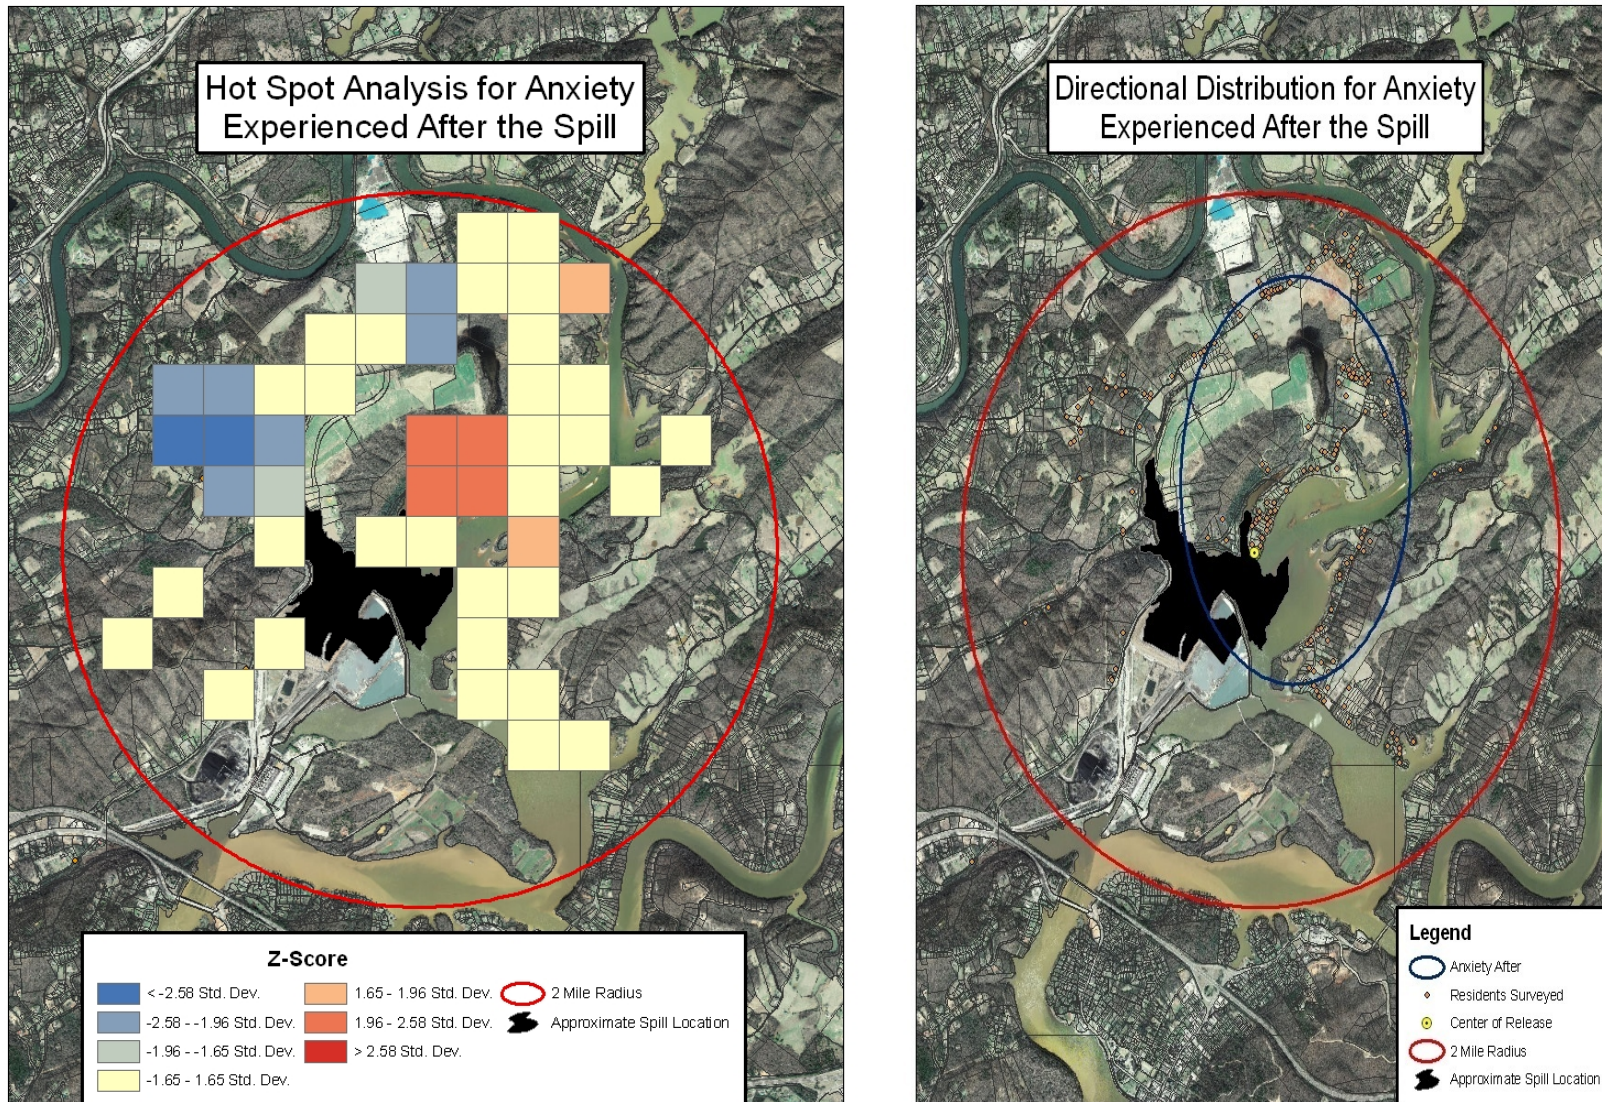 Hot Spot Analysis for Anxiety
Experienced After the Spill
Z-Score
< -2.58 Std. Dev.
-2.58 - -1.96 Std. Dev.
-1.96 - -1.65 Std. Dev.
-1.65 - 1.65 Std. Dev.
1.65 - 1.96 Std. Dev.
1.96 - 2.58 Std. Dev.
> 2.58 Std. Dev.
2 Mile Radius
Approximate Spill Location
Directional Distribution for Anxiety
Experienced After the Spill
Legend
Anxiety After
Residents Surveyed
Center of Release
2 Mile Radius
Approximate Spill Location